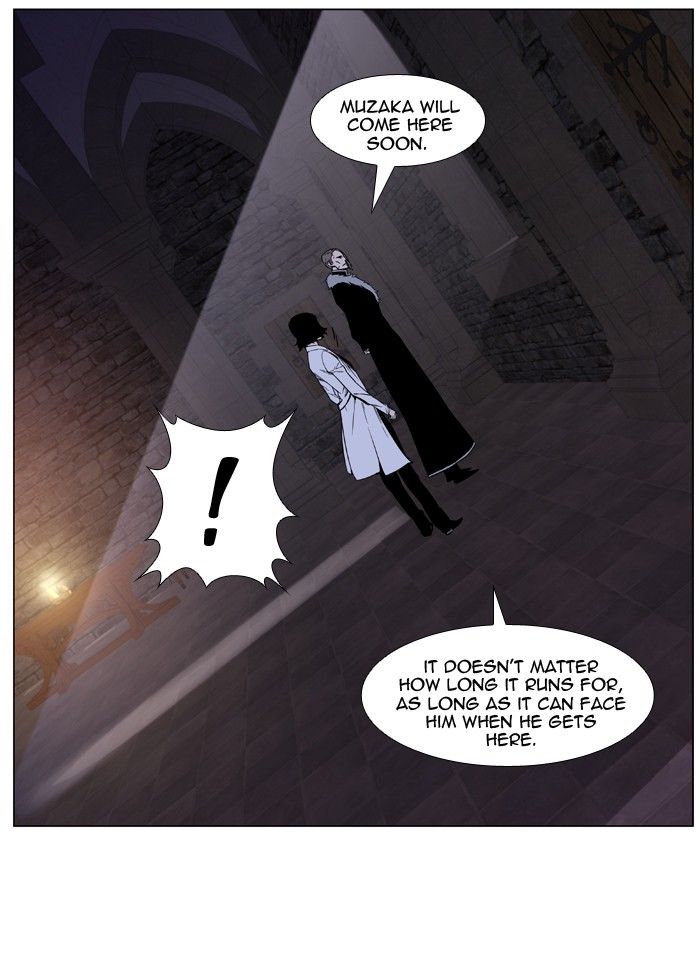 MUZAKA WILL
COME HERE
SOON.
!
IT DOESN'T MATTER
HOW LONG IT RUNS FOR,
AS LONG AS IT CAN FACE
HIM WHEN HE GETS
HERE.